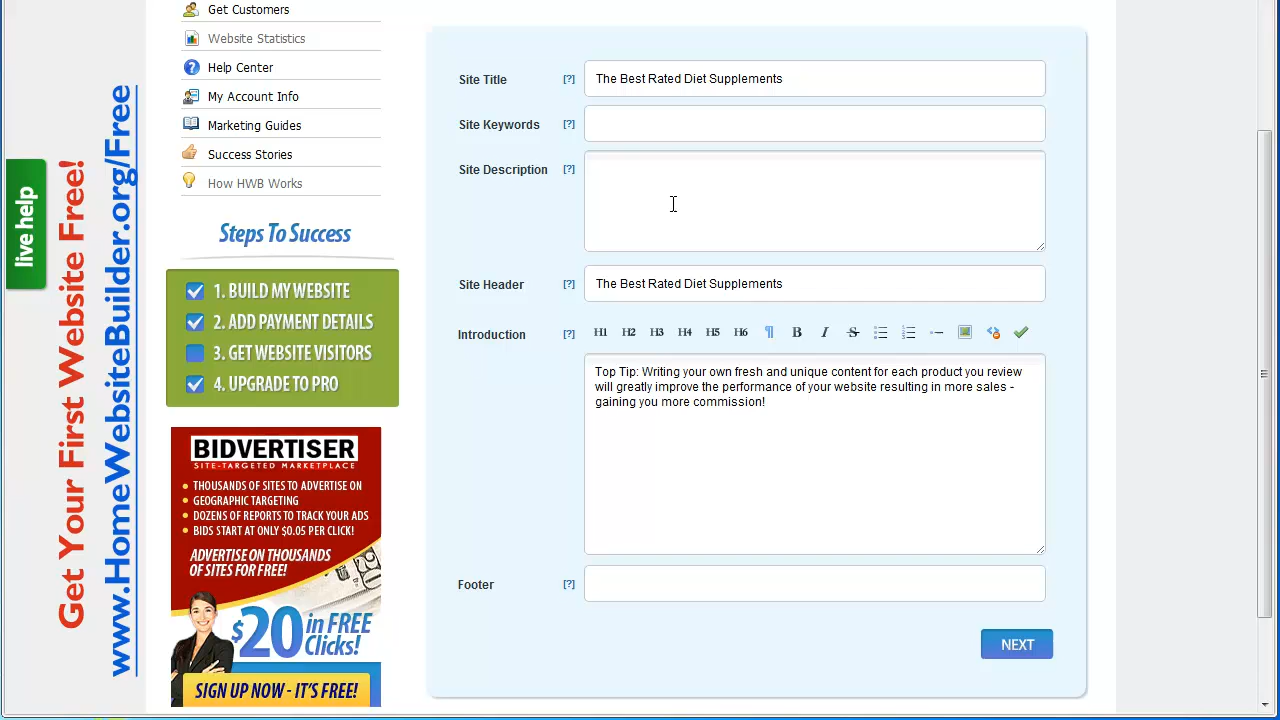 Get Customers
Website Statistics
Help Center
My Account Info
Marketing Guides
Success Stories
How HWB Works
Steps To Success
1. BUILD MY WEBSITE
2. ADD PAYMENT DETAILS
3. GET WEBSITE VISITORS
4. UPGRADE TO PRO
BIDVERTISER
SITE-TARGETED MARKETPLACE
THOUSANDS OF SITES TO ADVERTISE ON
GEOGRAPHIC TARGETING
DOZENS OF REPORTS TO TRACK YOUR ADS
BIDS START AT ONLY $0.05 PER CLICK!
ADVERTISE ON THOUSANDS
OF SITES FOR FREE!
$20 in FREE
Clicks!
SIGN UP NOW - IT'S FREE!
live help
Get Your First Website Free!
www.HomeWebsiteBuilder.org/Free
Site Title [?] The Best Rated Diet Supplements
Site Keywords [?]
Site Description [?]
Site Header [?] The Best Rated Diet Supplements
Introduction [?] H1 H2 H3 H4 H5 H6 ¶ B I S
Top Tip: Writing your own fresh and unique content for each product you review
will greatly improve the performance of your website resulting in more sales -
gaining you more commission!
Footer [?]
NEXT